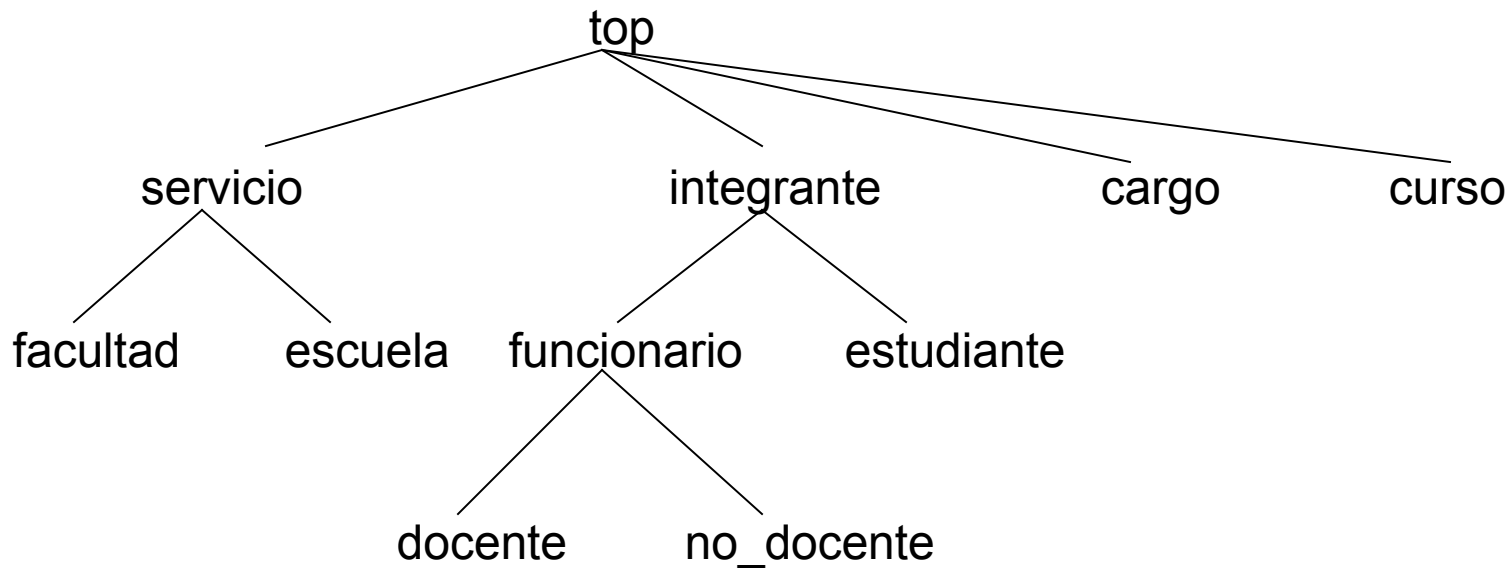 top
servicio integrante cargo curso
facultad escuela funcionario estudiante
docente no_docente